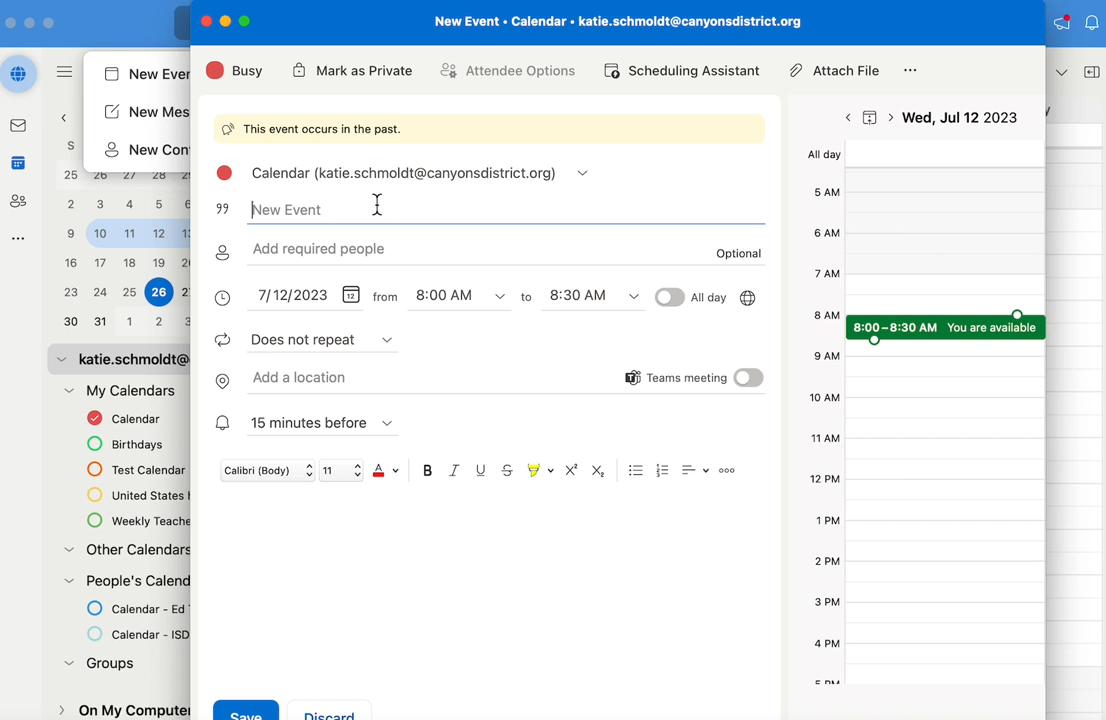 New Event • Calendar • katie.schmoldt@canyonsdistrict.org
Busy
Mark as Private
Attendee Options
Scheduling Assistant
Attach File
New Even
New Mes
New Con
This event occurs in the past.
Calendar (katie.schmoldt@canyonsdistrict.org)
New Event
Add required people
Optional
7/12/2023
12
from
8:00 AM
to
8:30 AM
All day
Does not repeat
Add a location
Teams meeting
15 minutes before
Calibri (Body)
11
A
B I U S
X²
X₂
Save
Discard
Wed, Jul 12 2023
All day
5 AM
6 AM
7 AM
8 AM
8:00 – 8:30 AM You are available
9 AM
10 AM
11 AM
12 PM
1 PM
2 PM
3 PM
4 PM
5 PM
S
25 26 27 28 29
2 3 4 5 6
9 10 11 12 13
16 17 18 19 20
23 24 25 26 27
30 31 1 2 3
katie.schmoldt@
My Calendars
Calendar
Birthdays
Test Calendar
United States
Weekly Teache
Other Calendars
People's Calend
Calendar - Ed
Calendar - ISD
Groups
On My Computer